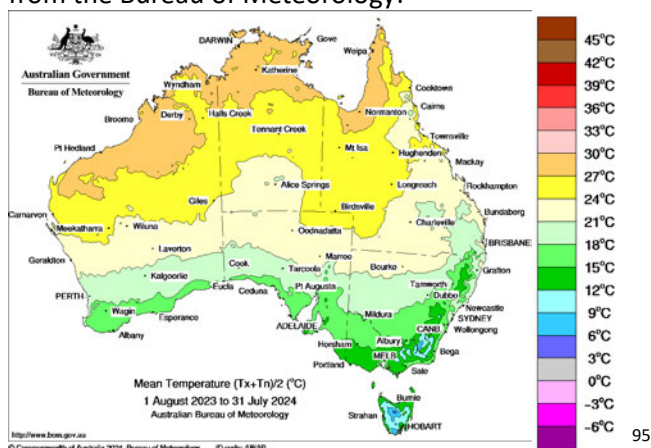 from the Bureau of Meteorology:
Australian Government
Bureau of Meteorology
DARWIN
Gove
Weipa
Katherine
Wyndham
Cooktown
Cairns
Derby
Halls Creek
Normanton
Broome
Tennant Creek
Townsville
Pt Hedland
Mt Isa
Hughenden
Mackay
Alice Springs
Longreach
Rockhampton
Giles
Birdsville
Carnarvon
Bundaberg
Meekatharra
Wiluna
Oodnadatta
Charleville
Laverton
Marree
BRISBANE
Geraldton
Cook
Tarcoola
Bourke
Grafton
Kalgoorlie
Eucla
Ceduna
Pt Augusta
Tamworth
PERTH
Dubbo
Newcastle
Wagin
Esperance
Mildura
SYDNEY
Wollongong
Albany
ADELAIDE
CANB
Horsham
Albury
Bega
Portland
MELB
Sale
Burnie
Strahan
HOBART
Mean Temperature (Tx+Tn)/2 (°C)
1 August 2023 to 31 July 2024
Australian Bureau of Meteorology
http://www.bom.gov.au
45°C
42°C
39°C
36°C
33°C
30°C
27°C
24°C
21°C
18°C
15°C
12°C
9°C
6°C
3°C
0°C
-3°C
-6°C
95